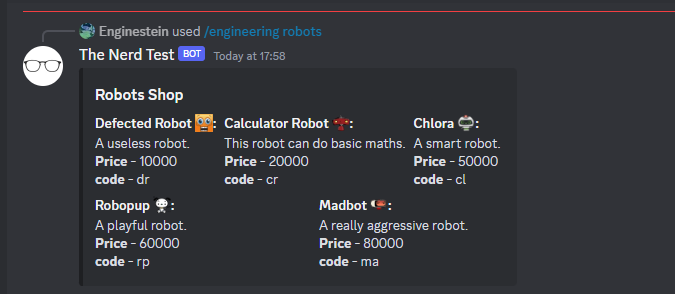 Enginestein used /engineering robots
The Nerd Test BOT Today at 17:58
Robots Shop
Defected Robot :
A useless robot.
Price - 10000
code - dr
Calculator Robot :
This robot can do basic maths.
Price - 20000
code - cr
Chlora :
A smart robot.
Price - 50000
code - cl
Robopup :
A playful robot.
Price - 60000
code - rp
Madbot :
A really aggressive robot.
Price - 80000
code - ma